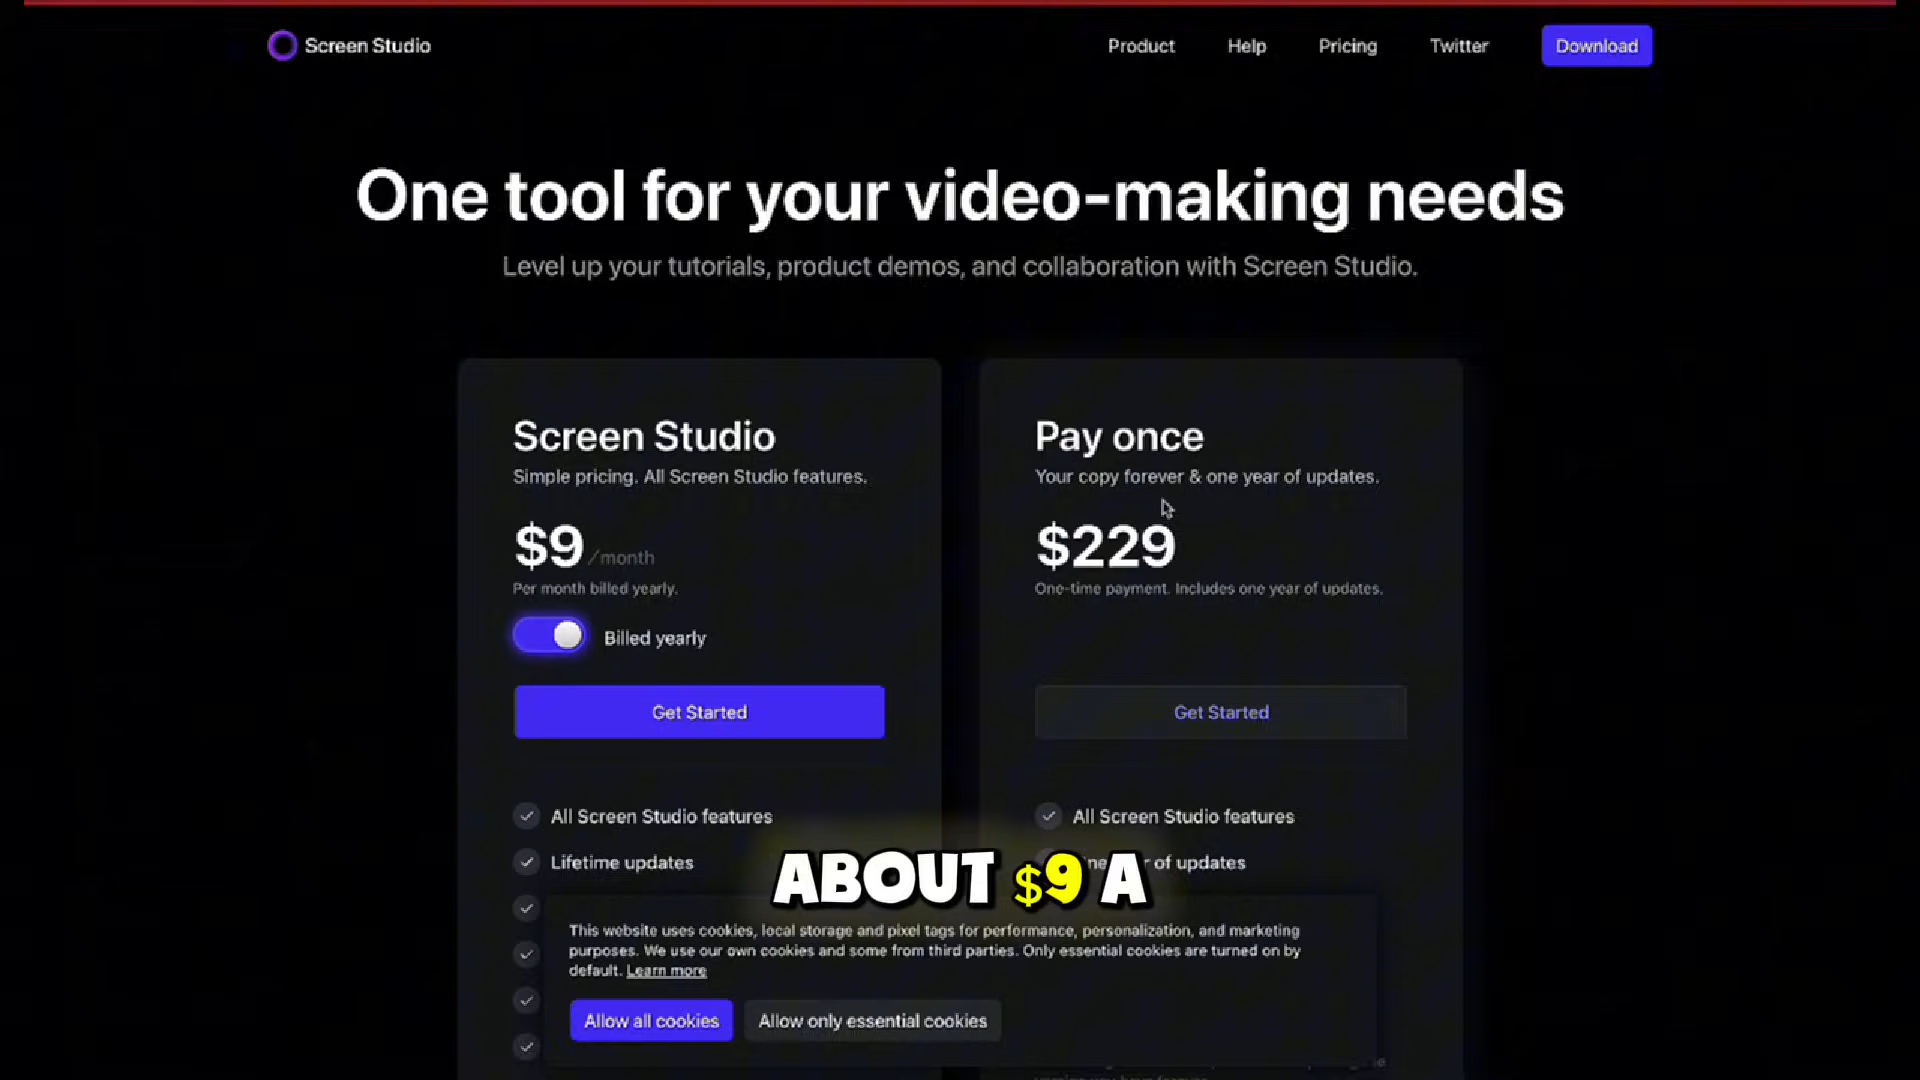 Screen Studio
Product Help Pricing Twitter Download
One tool for your video-making needs
Level up your tutorials, product demos, and collaboration with Screen Studio.
Screen Studio
Simple pricing. All Screen Studio features.
$9 /month
Per month billed yearly.
Billed yearly
Get Started
All Screen Studio features
Lifetime updates
Pay once
Your copy forever & one year of updates.
$229
One-time payment. Includes one year of updates.
Get Started
All Screen Studio features
of updates
ABOUT $9 A
This website uses cookies, local storage and pixel tags for performance, personalization, and marketing
purposes. We use our own cookies and some from third parties. Only essential cookies are turned on by
default. Learn more
Allow all cookies Allow only essential cookies